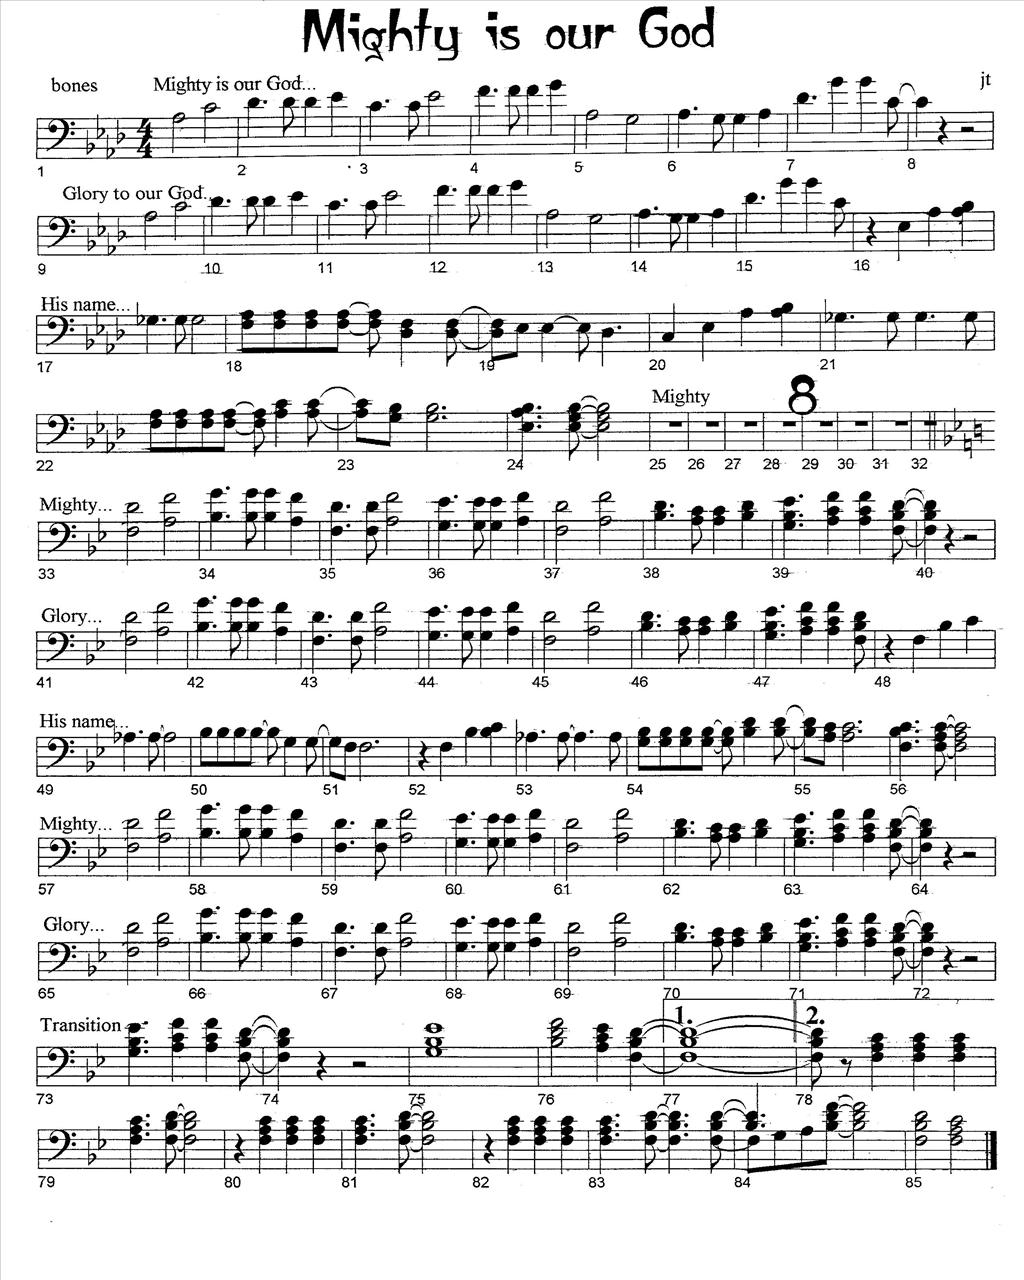 Mighty is our God
bones Mighty is our God... jt
1 2 3 4 5 6 7 8
Glory to our God...
9 10 11 12 13 14 15 16
His name...
17 18 19 20 21
Mighty 8
22 23 24 25 26 27 28 29 30 31 32
Mighty...
33 34 35 36 37 38 39 40
Glory...
41 42 43 44 45 46 47 48
His name...
49 50 51 52 53 54 55 56
Mighty...
57 58 59 60 61 62 63 64
Glory...
65 66 67 68 69 70 71 72
Transition 1. 2.
73 74 75 76 77 78
79 80 81 82 83 84 85